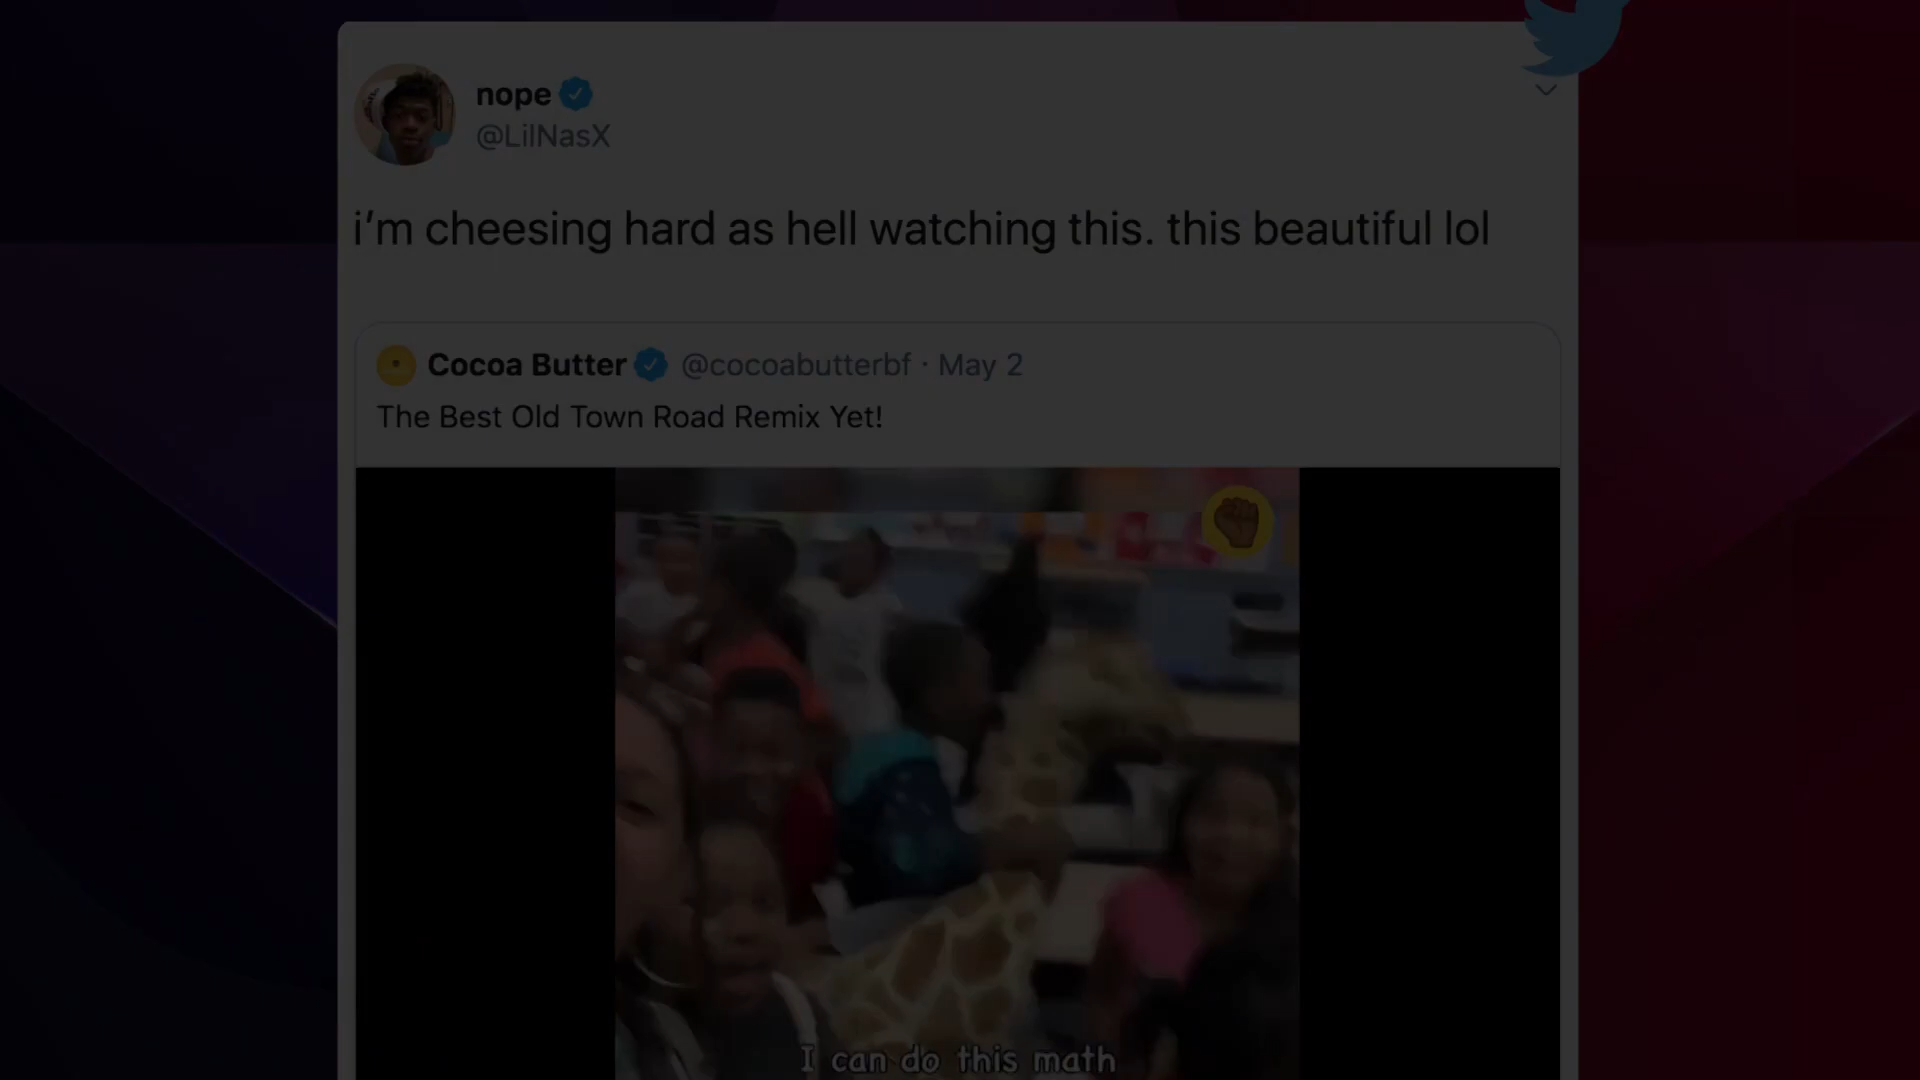 nope
@LilNasX
i’m cheesing hard as hell watching this. this beautiful lol
Cocoa Butter @cocoabutterbf · May 2
The Best Old Town Road Remix Yet!
I can do this math